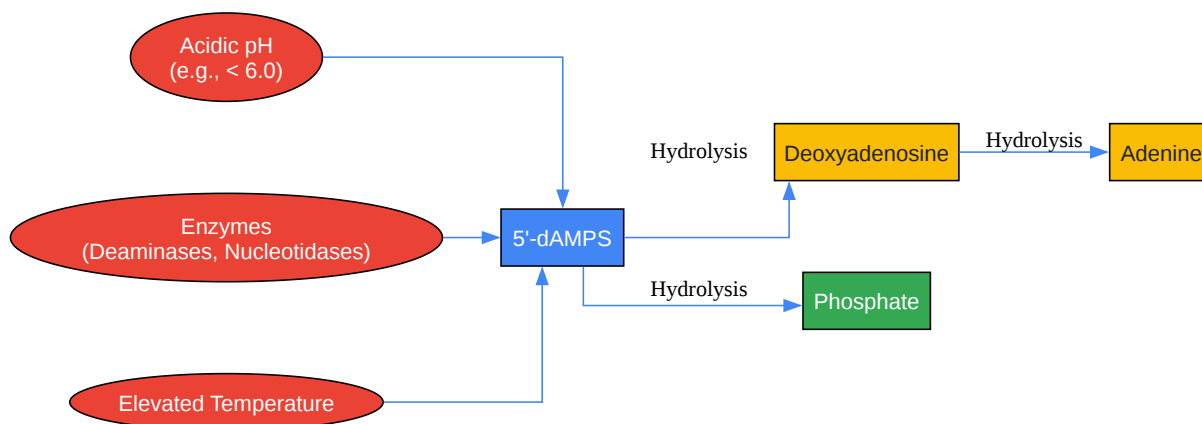 Acidic pH
(e.g., < 6.0)
Hydrolysis
Deoxyadenosine
Hydrolysis
Adenine
Enzymes
(Deaminases, Nucleotidases)
5'-dAMPS
Hydrolysis
Phosphate
Elevated Temperature